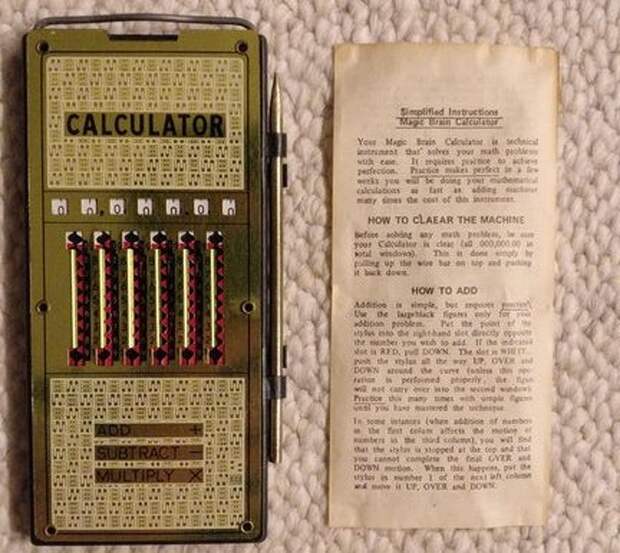 CALCULATOR
0 0,0 0 0.0 0
ADD +
SUBTRACT −
MULTIPLY X
Simplified Instructions
Magic Brain Calculator
Your Magic Brain Calculator is technical
instrument that solves your math problems
with ease. It requires practice to achieve
perfection. Practice makes perfect in a few
weeks you will be doing your mathematical
calculations as fast as adding machines
many times the cost of this instrument.
HOW TO CLAEAR THE MACHINE
Before solving any math problem, be sure
your Calculator is clear (all 000,000.00 in
total windows). This is done simply by
pulling up the wire bar on top and pushing
it back down.
HOW TO ADD
Addition is simple, but requires practice.
Use the large black figures only for your
addition problem. Put the point of the
stylus into the right-hand slot directly opposite
the number you wish to add. If the indicated
slot is RED, pull DOWN. The slot is WHITE,
push the stylus all the way UP, OVER and
DOWN around the curve (unless this ope-
ration is performed properly, the figure
will not carry over into the second window)
Practice this many times with simple figures
until you have mastered the technique.
In some intances (when addition of numbers
in the first colum affects the motion of
numbers in the third column), you will find
that the stylus is stopped at the top and that
you cannot complete the final OVER and
DOWN motion. When this happens, put the
stylus in number 1 of the next left column
and move it UP, OVER and DOWN.